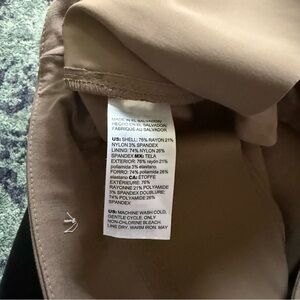 MADE IN EL SALVADOR
HECHO EN EL SALVADOR
FABRIQUÉ AU SALVADOR
US: SHELL: 76% RAYON 21%
NYLON 3% SPANDEX
LINING: 74% NYLON 26%
SPANDEX MX: TELA
EXTERIOR: 76% rayón 21%
poliamida 3% elastano
FORRO: 74% poliamida 26%
elastano CA: ÉTOFFE
EXTÉRIEURE: 76%
RAYONNE 21% POLYAMIDE
3% SPANDEX DOUBLURE:
74% POLYAMIDE 26%
SPANDEX
US: MACHINE WASH COLD,
GENTLE CYCLE, ONLY
NON-CHLORINE BLEACH.
LINE DRY, WARM IRON. MAY